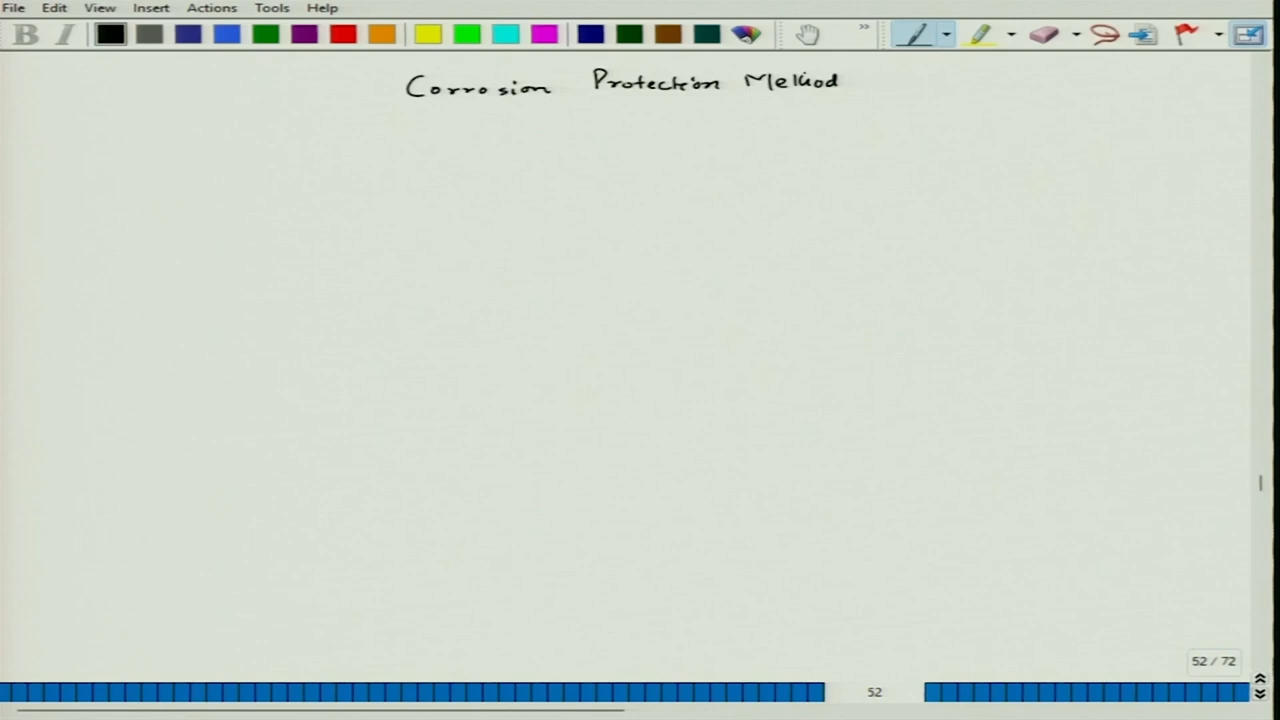 File Edit View Insert Actions Tools Help
B I
Corrosion Protection Method
52 / 72
52